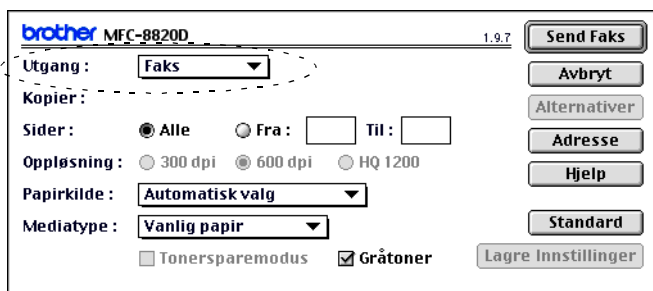 brother MFC-8820D 1.9.7 Send Faks
Utgang : Faks Avbryt
Kopier : Alternativer
Sider : Alle Fra : Til : Adresse
Oppløsning : 300 dpi 600 dpi HQ 1200 Hjelp
Papirkilde : Automatisk valg
Mediatype : Vanlig papir Standard
Tonersparemodus Gråtoner Lagre Innstillinger